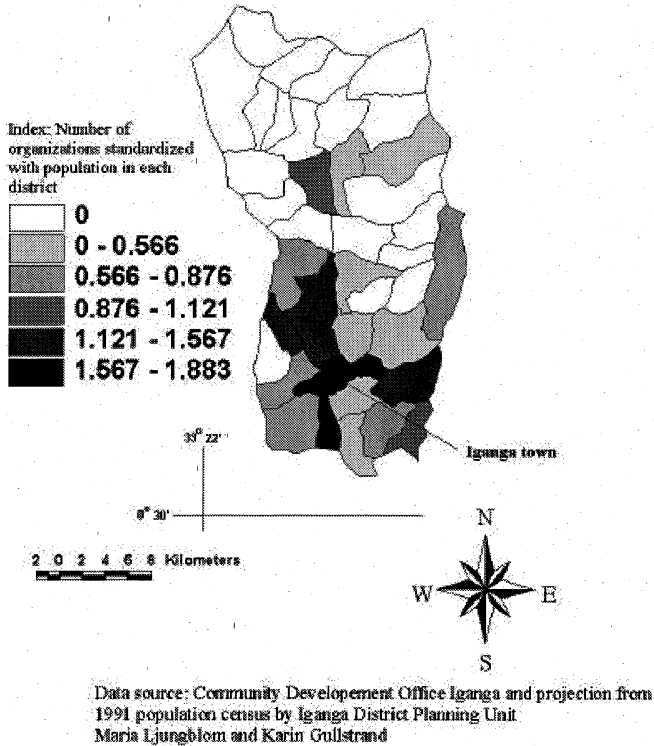 Index: Number of
organizations standardized
with population in each
district
0
0 - 0.566
0.566 - 0.876
0.876 - 1.121
1.121 - 1.567
1.567 - 1.883
Iganga town
33° 22'
0° 30'
2 0 2 4 6 8 Kilometers
N
W E
S
Data source: Community Developement Office Iganga and projection from
1991 population census by Iganga District Planning Unit
Maria Ljungblom and Karin Gullstrand